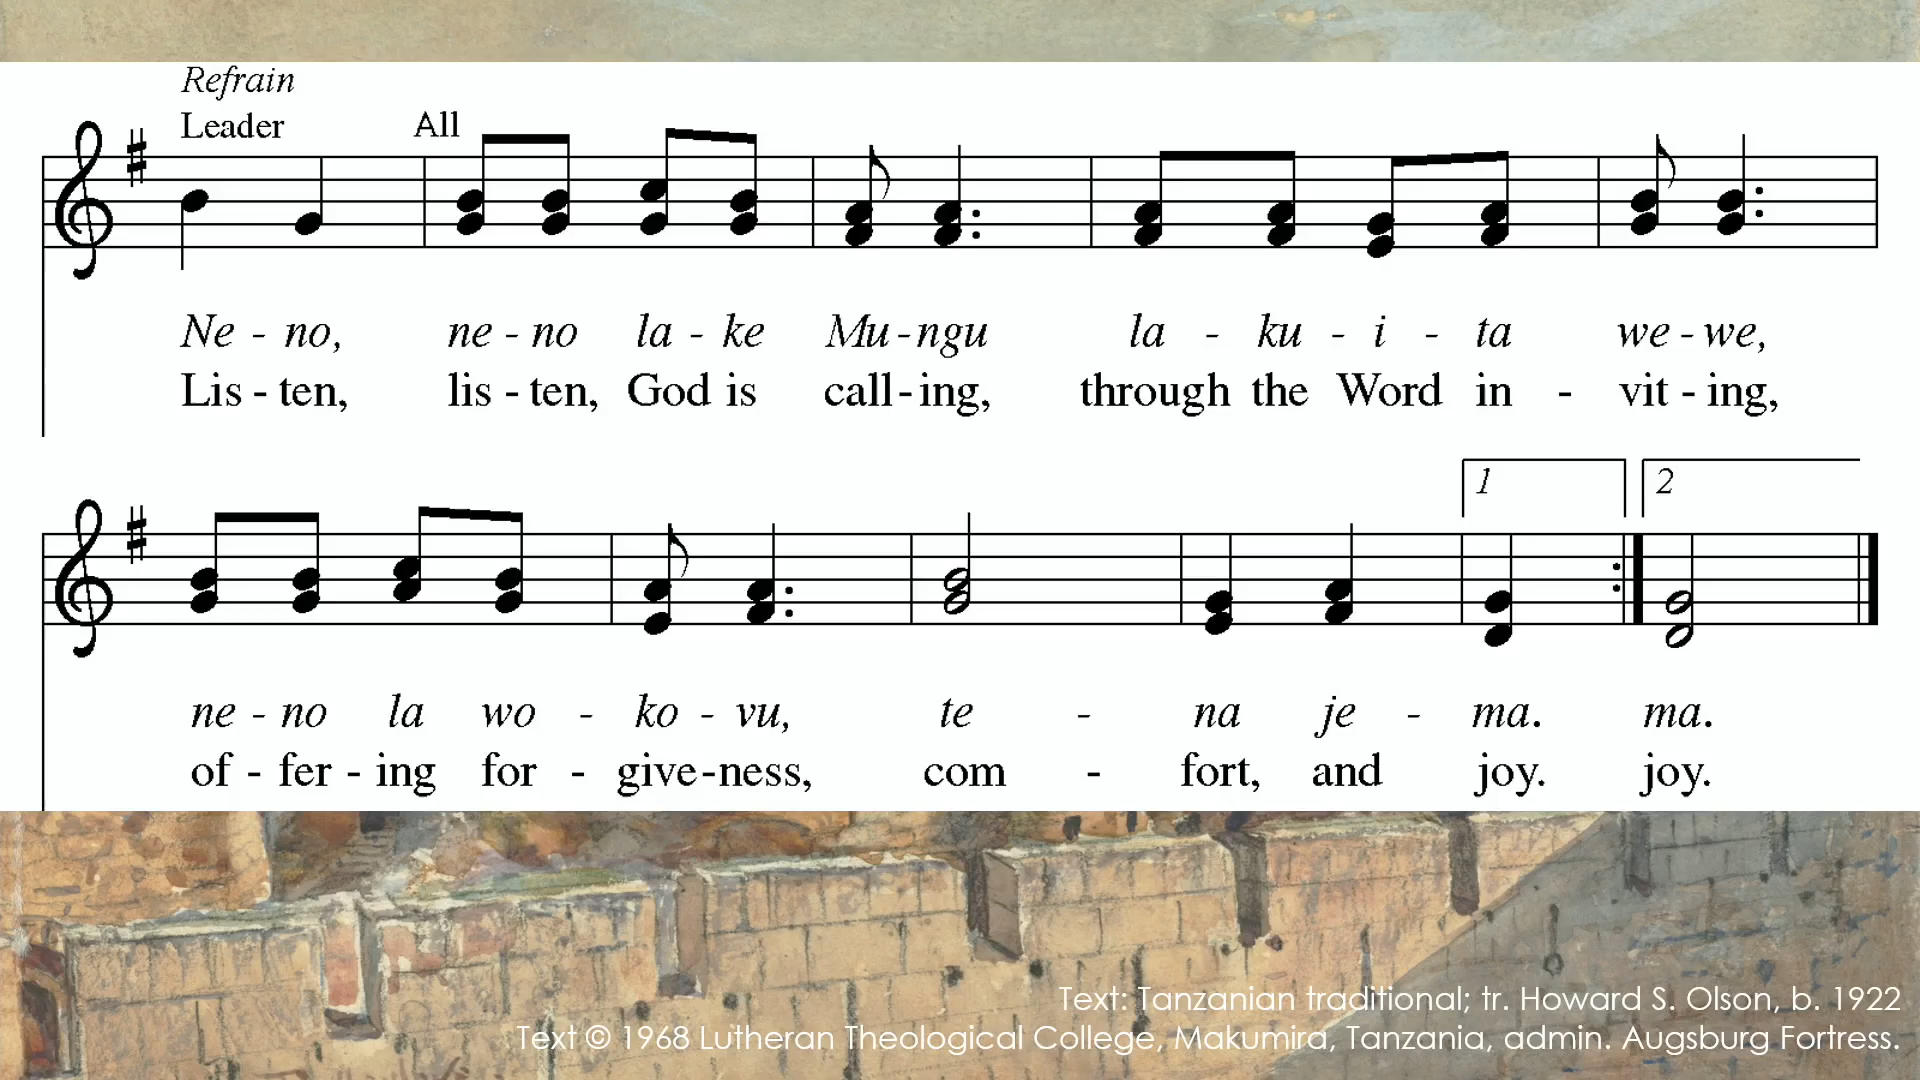 Refrain
Leader All
Ne - no, ne - no la - ke Mu - ngu la - ku - i - ta we - we,
Lis - ten, lis - ten, God is call - ing, through the Word in - vit - ing,
1 2
ne - no la wo - ko - vu, te - na je - ma. ma.
of - fer - ing for - give - ness, com - fort, and joy. joy.
Text: Tanzanian traditional; tr. Howard S. Olson, b. 1922
Text © 1968 Lutheran Theological College, Makumira, Tanzania, admin. Augsburg Fortress.